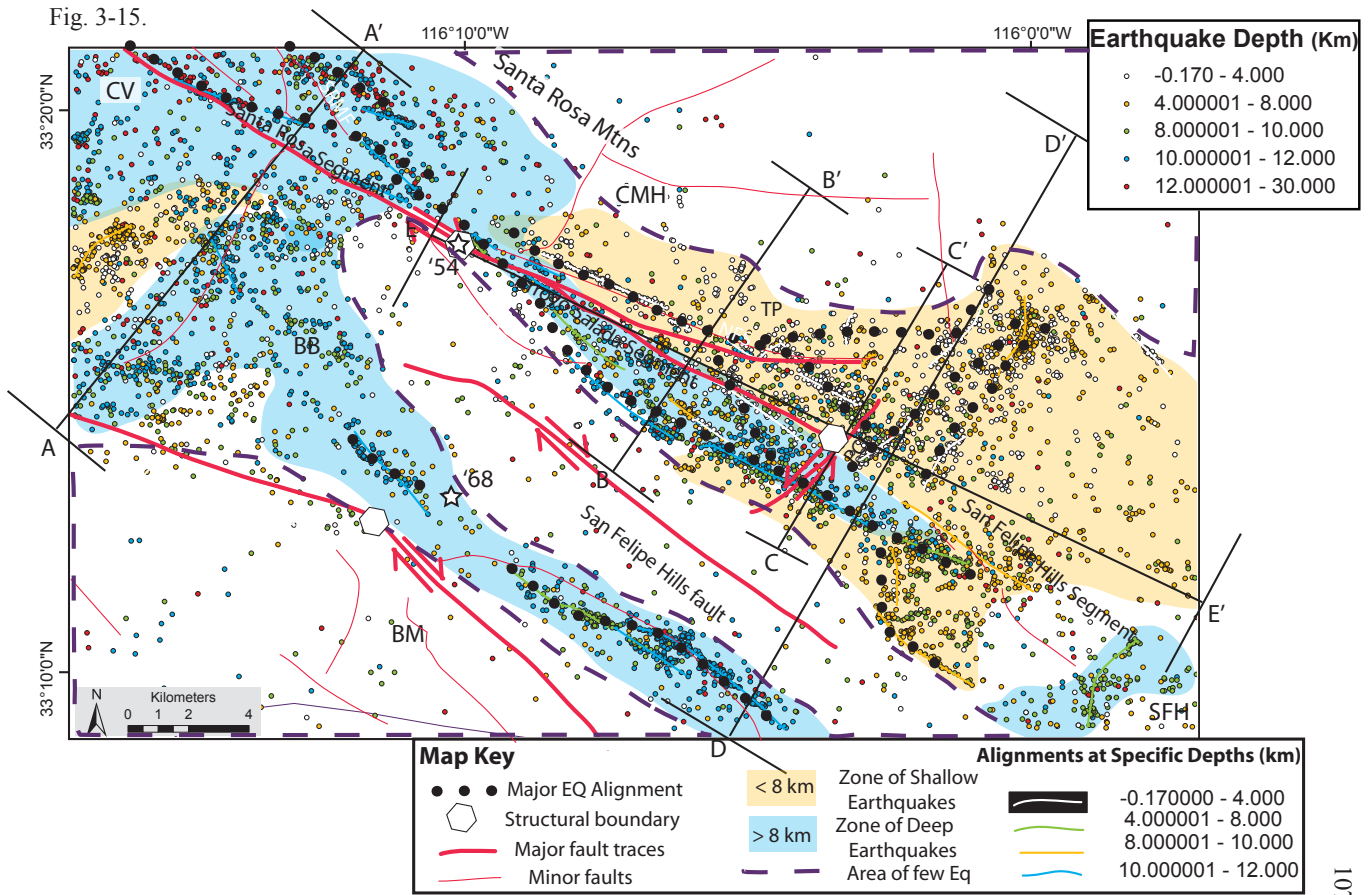 Fig. 3-15.
116°10'0"W
116°0'0"W
33°20'0"N
33°10'0"N
Earthquake Depth (Km)
-0.170 - 4.000
4.000001 - 8.000
8.000001 - 10.000
10.000001 - 12.000
12.000001 - 30.000
A'
CV
Santa Rosa Mtns
D'
Santa Rosa segment
CMH
B'
E
'54
C'
TP
BB
A
'68
B
San Felipe Hills fault
C
San Felipe Hills Segment
E'
BM
SFH
D
N
Kilometers
0 1 2 4
Map Key
Major EQ Alignment
Structural boundary
Major fault traces
Minor faults
< 8 km
Zone of Shallow
Earthquakes
> 8 km
Zone of Deep
Earthquakes
Area of few Eq
Alignments at Specific Depths (km)
-0.170000 - 4.000
4.000001 - 8.000
8.000001 - 10.000
10.000001 - 12.000